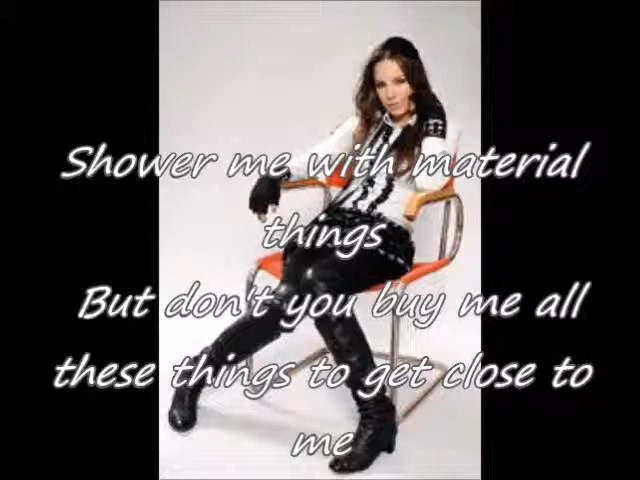 Shower me with material
things
But don't you buy me all
these things to get close to
me